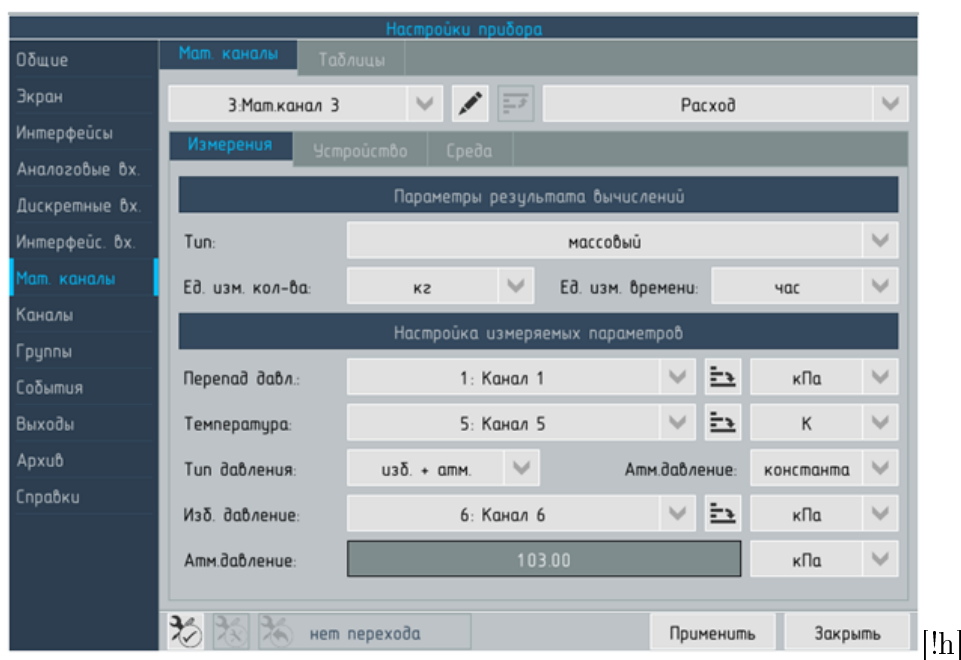 Настройки прибора
Общие
Экран
Интерфейсы
Аналоговые вх.
Дискретные вх.
Интерфейс. вх.
Мат. каналы
Каналы
Группы
События
Выходы
Архив
Справки
Мат. каналы Таблицы
3:Мат.канал 3 Расход
Измерения Устройство Среда
Параметры результата вычислений
Тип: массовый
Ед. изм. кол-ва: кг Ед. изм. времени: час
Настройка измеряемых параметров
Перепад давл.: 1: Канал 1 кПа
Температура: 5: Канал 5 К
Тип давления: изб. + атм. Атм.давление: константа
Изб. давление: 6: Канал 6 кПа
Атм.давление: 103.00 кПа
нет перехода Применить Закрыть
[!h]